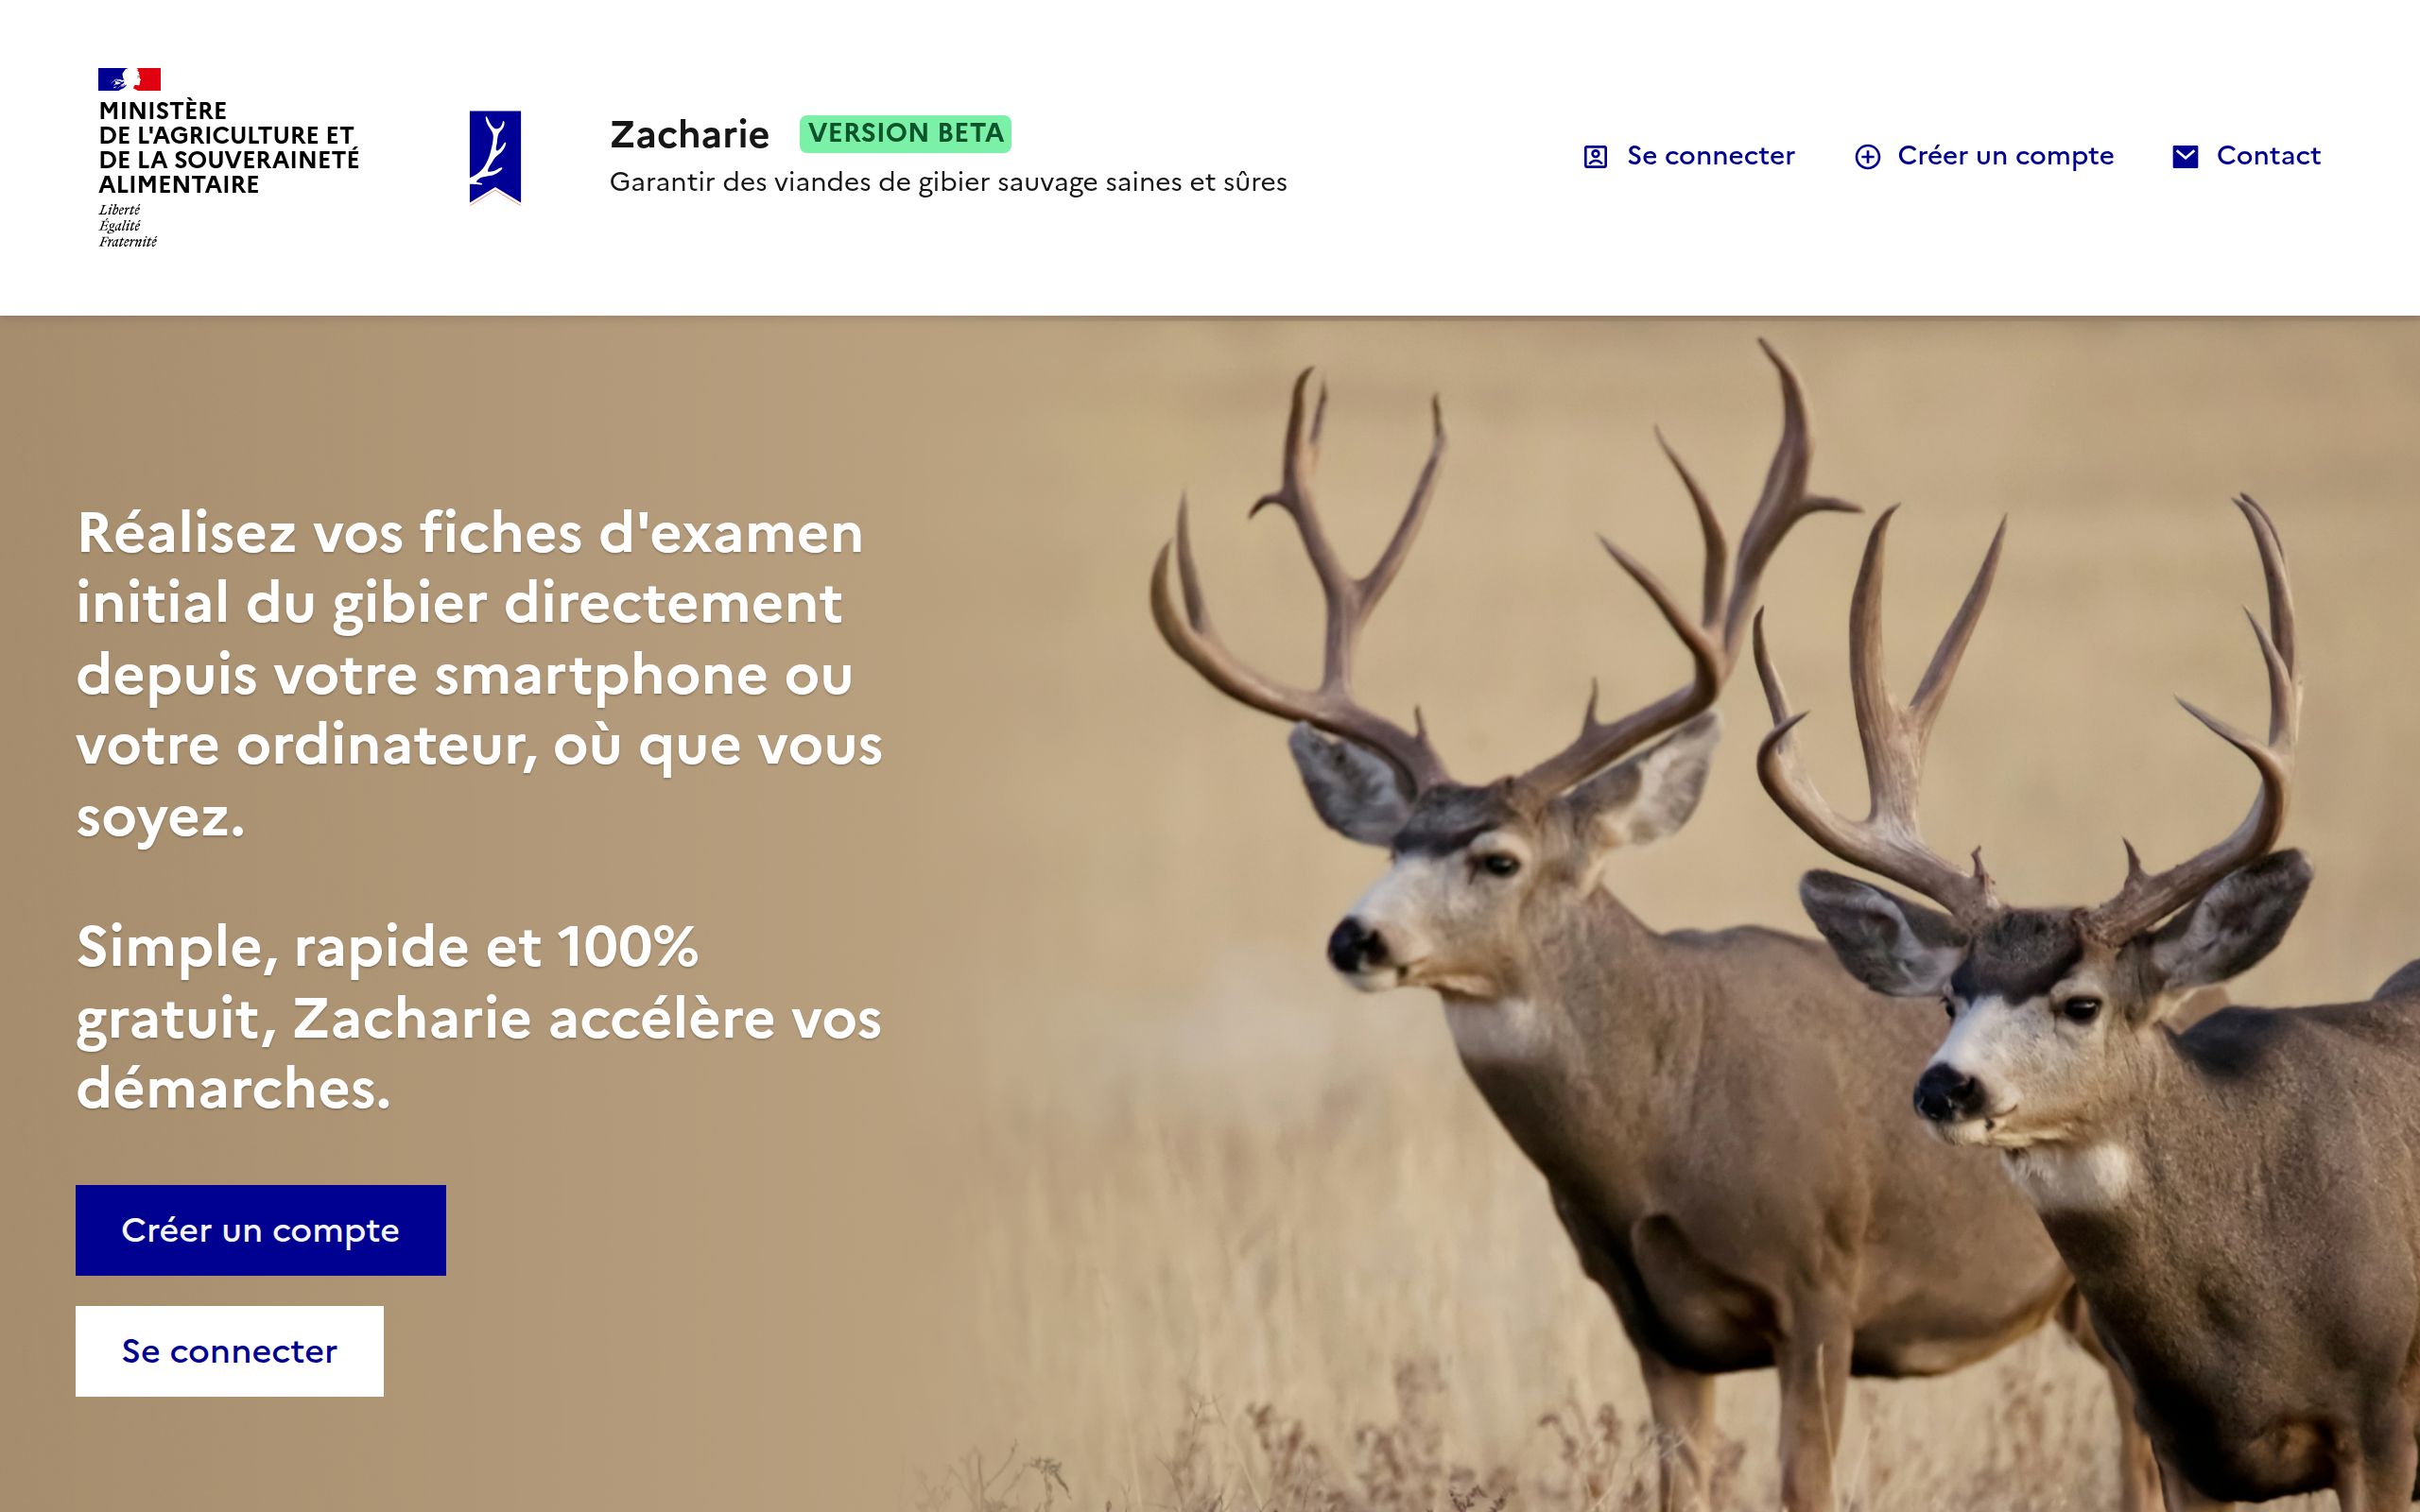 MINISTÈRE
DE L'AGRICULTURE ET
DE LA SOUVERAINETÉ
ALIMENTAIRE
Liberté
Égalité
Fraternité
Zacharie VERSION BETA
Garantir des viandes de gibier sauvage saines et sûres
Se connecter Créer un compte Contact
Réalisez vos fiches d'examen
initial du gibier directement
depuis votre smartphone ou
votre ordinateur, où que vous
soyez.
Simple, rapide et 100%
gratuit, Zacharie accélère vos
démarches.
Créer un compte
Se connecter